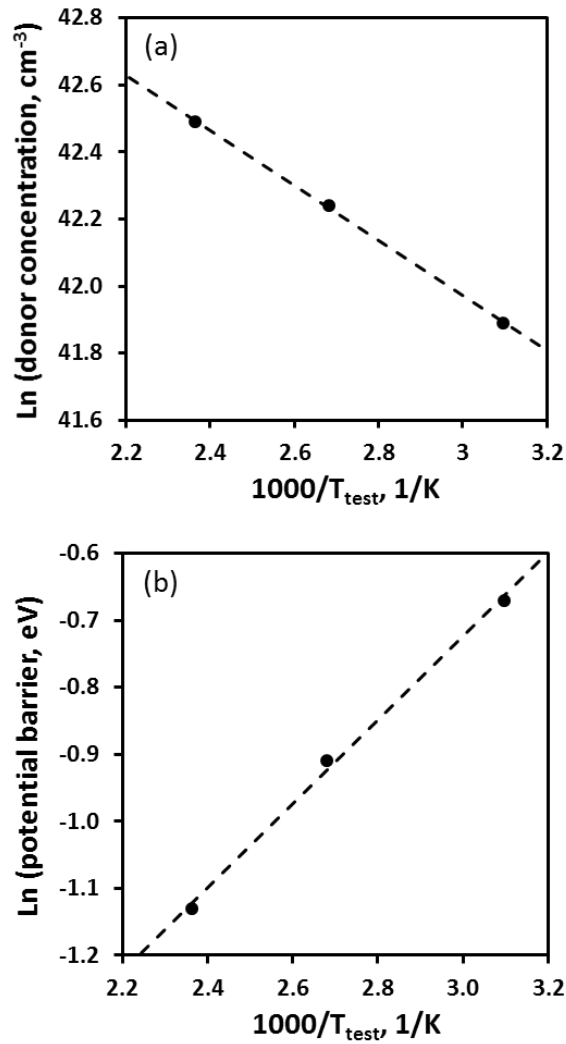 (a)
Ln (donor concentration, cm⁻³)
42.8
42.6
42.4
42.2
42.0
41.8
41.6
2.2 2.4 2.6 2.8 3 3.2
1000/T_test, 1/K
(b)
Ln (potential barrier, eV)
-0.6
-0.7
-0.8
-0.9
-1.0
-1.1
-1.2
2.2 2.4 2.6 2.8 3.0 3.2
1000/T_test, 1/K